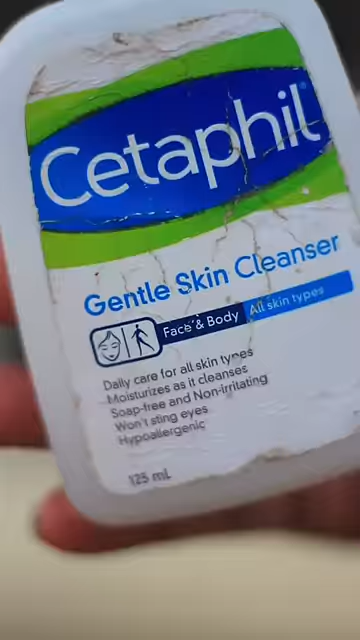 Cetaphil®
Gentle Skin Cleanser
Face & Body All skin types
Daily care for all skin types
Moisturizes as it cleanses
Soap-free and Non-irritating
Won't sting eyes
Hypoallergenic
125 mL